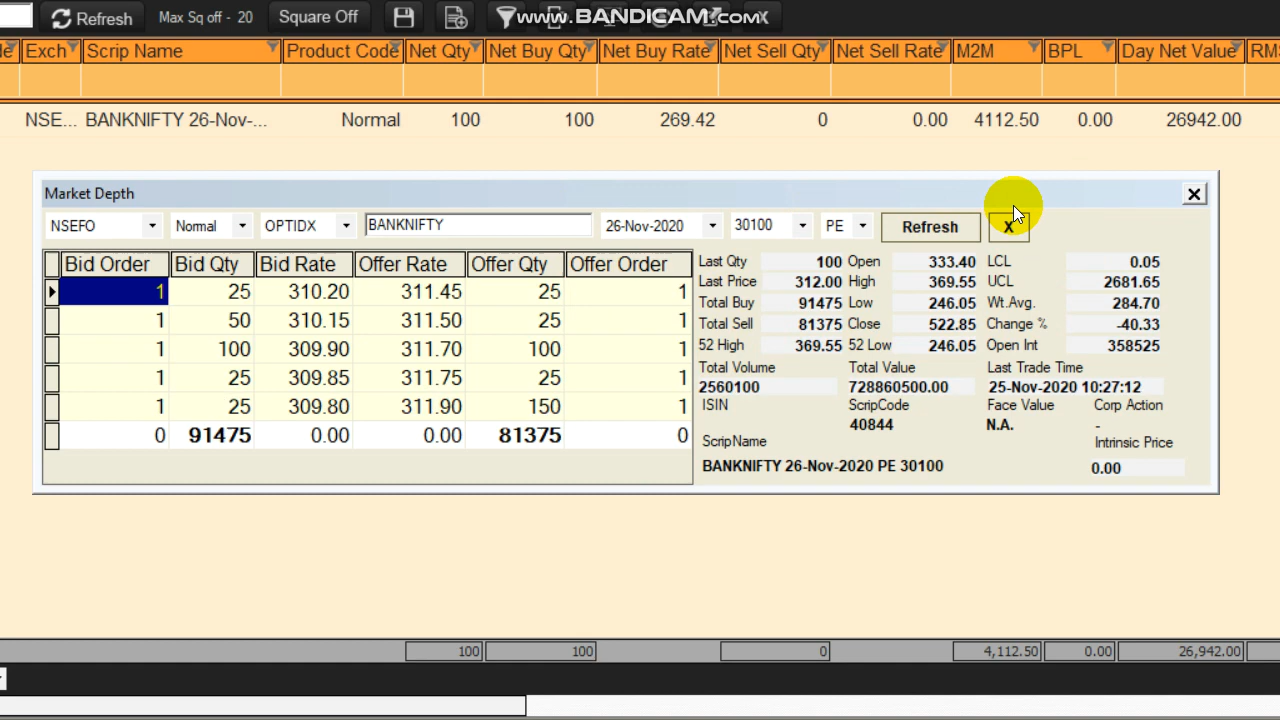 Refresh Max Sq off - 20 Square Off www.BANDICAM.com X
Exch Scrip Name Product Code Net Qty Net Buy Qty Net Buy Rate Net Sell Qty Net Sell Rate M2M BPL Day Net Value
NSE... BANKNIFTY 26-Nov-... Normal 100 100 269.42 0 0.00 4112.50 0.00 26942.00
Market Depth
NSEFO Normal OPTIDX BANKNIFTY 26-Nov-2020 30100 PE Refresh X
Bid Order Bid Qty Bid Rate Offer Rate Offer Qty Offer Order
1 25 310.20 311.45 25 1
1 50 310.15 311.50 25 1
1 100 309.90 311.70 100 1
1 25 309.85 311.75 25 1
1 25 309.80 311.90 150 1
0 91475 0.00 0.00 81375 0
Last Qty 100 Open 333.40 LCL 0.05
Last Price 312.00 High 369.55 UCL 2681.65
Total Buy 91475 Low 246.05 Wt.Avg. 284.70
Total Sell 81375 Close 522.85 Change % -40.33
52 High 369.55 52 Low 246.05 Open Int 358525
Total Volume Total Value Last Trade Time
2560100 728860500.00 25-Nov-2020 10:27:12
ISIN ScripCode Face Value Corp Action
40844 N.A. -
ScripName Intrinsic Price
BANKNIFTY 26-Nov-2020 PE 30100 0.00
100 100 0 4,112.50 0.00 26,942.00